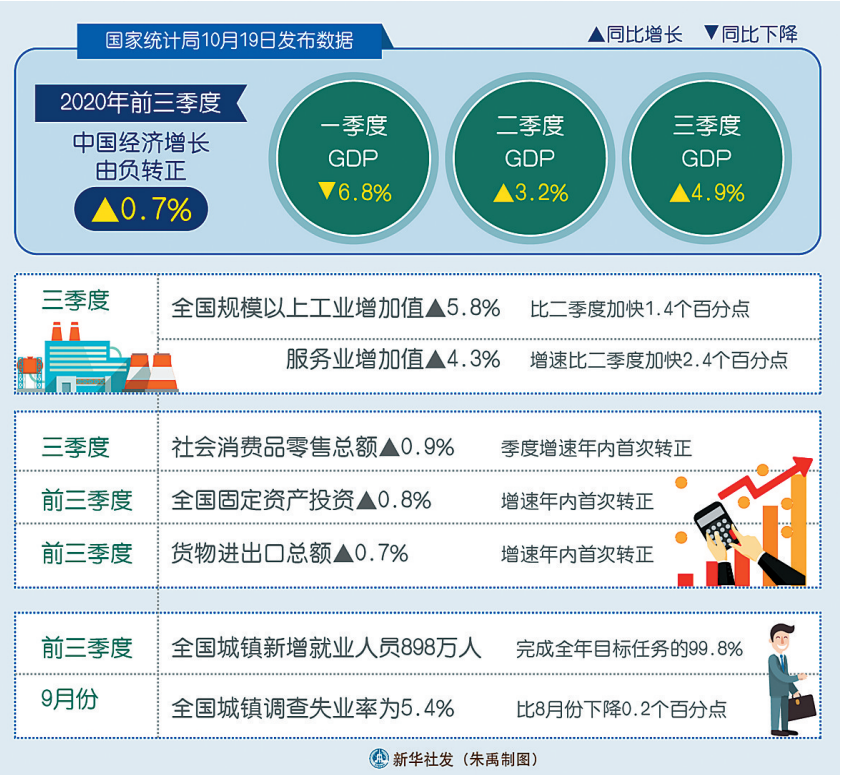 国家统计局10月19日发布数据
▲同比增长 ▼同比下降
2020年前三季度
中国经济增长
由负转正
▲0.7%
一季度
GDP
▼6.8%
二季度
GDP
▲3.2%
三季度
GDP
▲4.9%
三季度
全国规模以上工业增加值▲5.8% 比二季度加快1.4个百分点
服务业增加值▲4.3% 增速比二季度加快2.4个百分点
三季度 社会消费品零售总额▲0.9% 季度增速年内首次转正
前三季度 全国固定资产投资▲0.8% 增速年内首次转正
前三季度 货物进出口总额▲0.7% 增速年内首次转正
前三季度 全国城镇新增就业人员898万人 完成全年目标任务的99.8%
9月份 全国城镇调查失业率为5.4% 比8月份下降0.2个百分点
新华社发（朱禹制图）